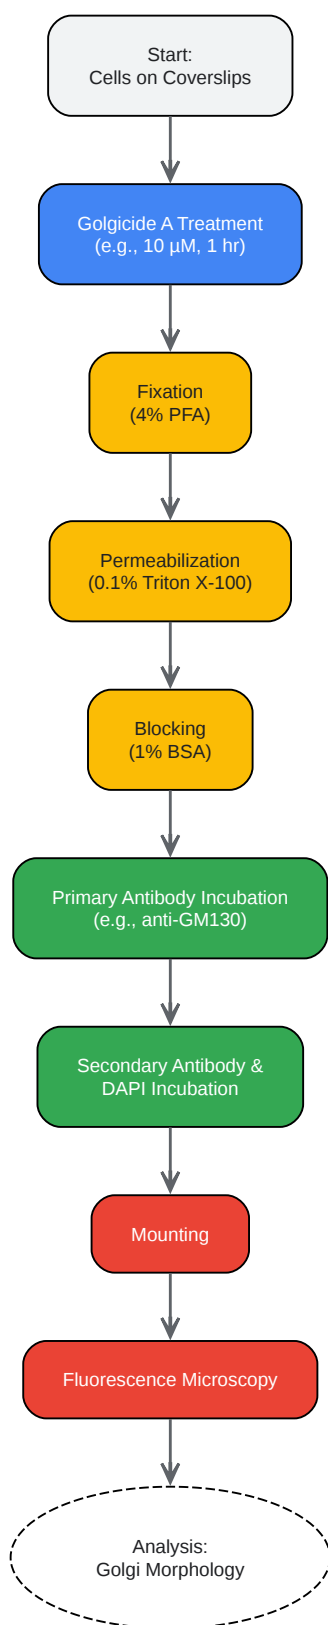 Start:
Cells on Coverslips
Golgicide A Treatment
(e.g., 10 µM, 1 hr)
Fixation
(4% PFA)
Permeabilization
(0.1% Triton X-100)
Blocking
(1% BSA)
Primary Antibody Incubation
(e.g., anti-GM130)
Secondary Antibody &
DAPI Incubation
Mounting
Fluorescence Microscopy
Analysis:
Golgi Morphology